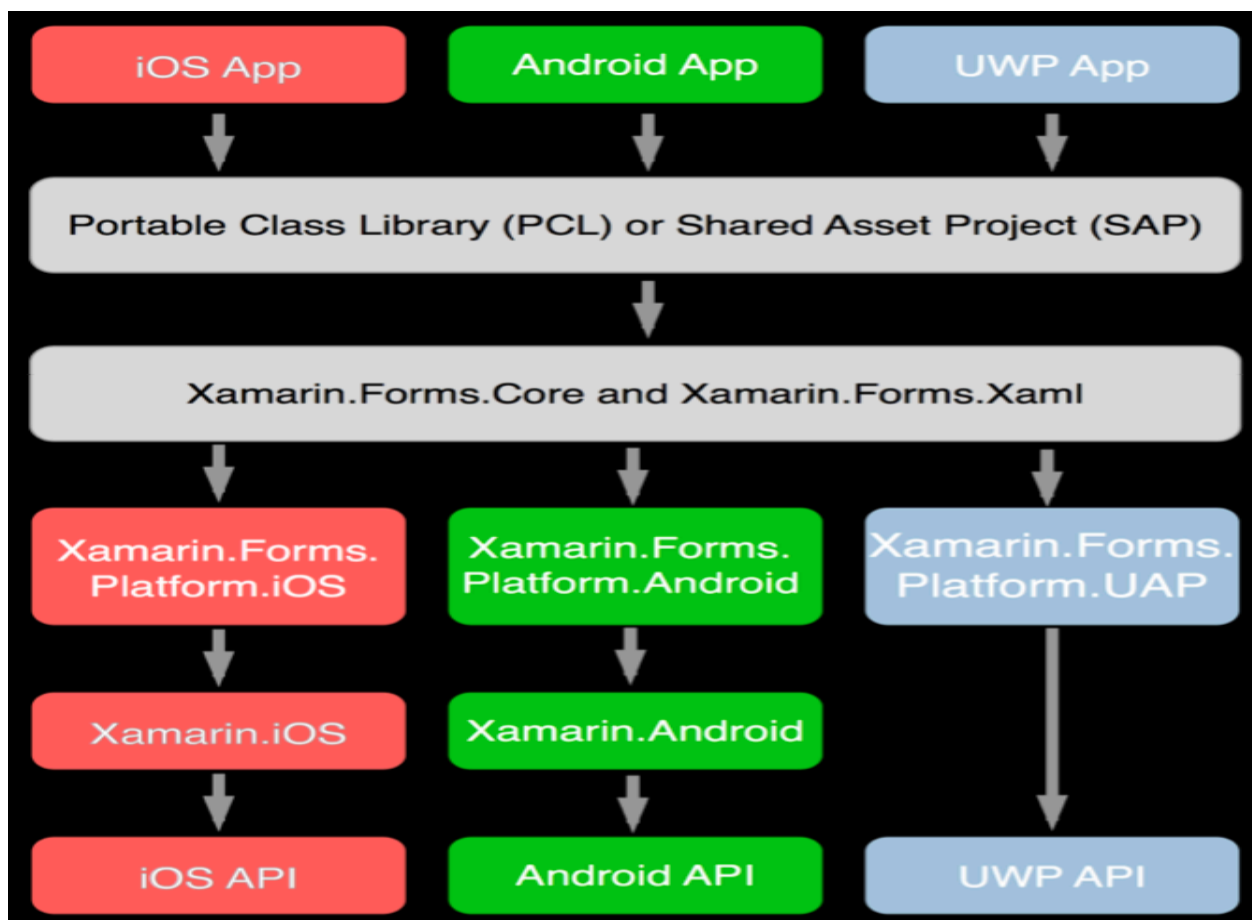 iOS App
Android App
UWP App
Portable Class Library (PCL) or Shared Asset Project (SAP)
Xamarin.Forms.Core and Xamarin.Forms.Xaml
Xamarin.Forms.
Platform.iOS
Xamarin.Forms.
Platform.Android
Xamarin.Forms.
Platform.UAP
Xamarin.iOS
Xamarin.Android
iOS API
Android API
UWP API